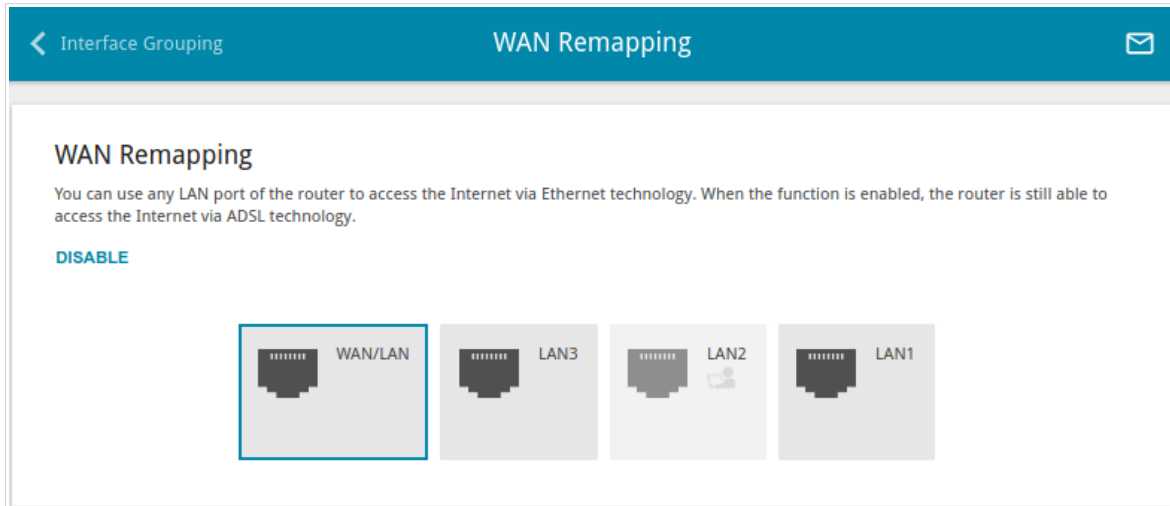 Interface Grouping
WAN Remapping
WAN Remapping
You can use any LAN port of the router to access the Internet via Ethernet technology. When the function is enabled, the router is still able to
access the Internet via ADSL technology.
DISABLE
WAN/LAN
LAN3
LAN2
LAN1